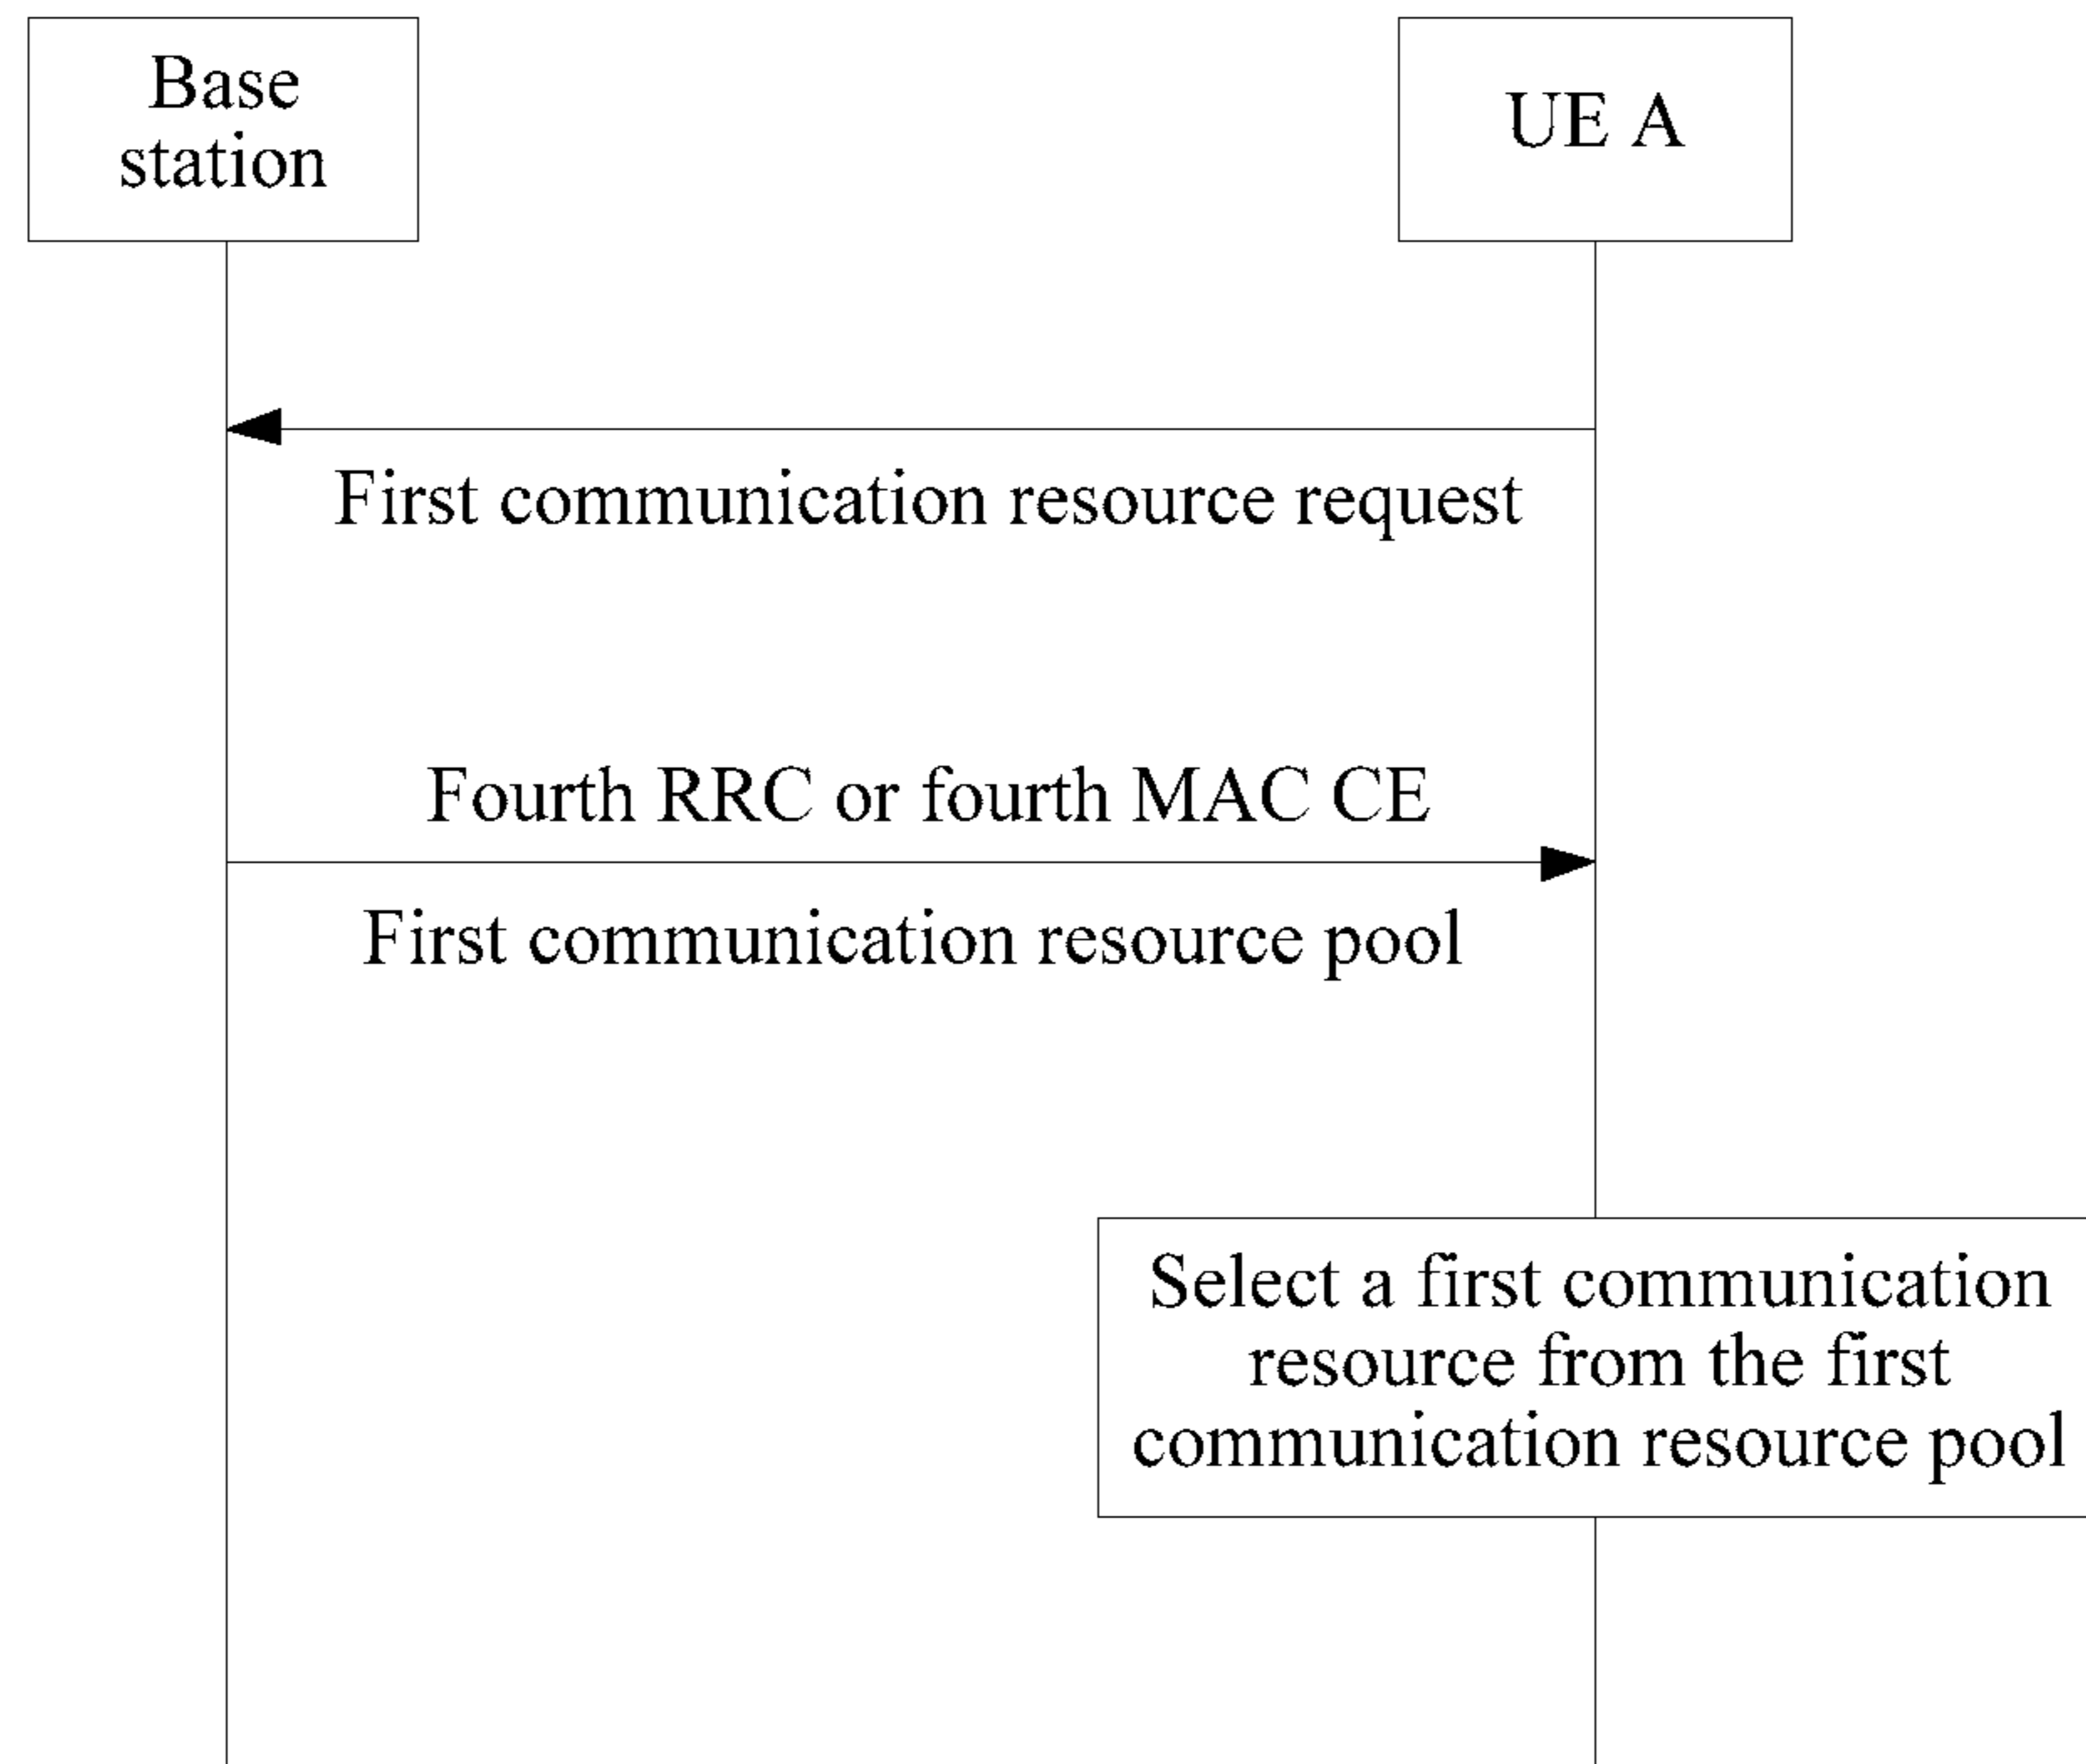 Base
station
UE A
First communication resource request
Fourth RRC or fourth MAC CE
First communication resource pool
Select a first communication
resource from the first
communication resource pool